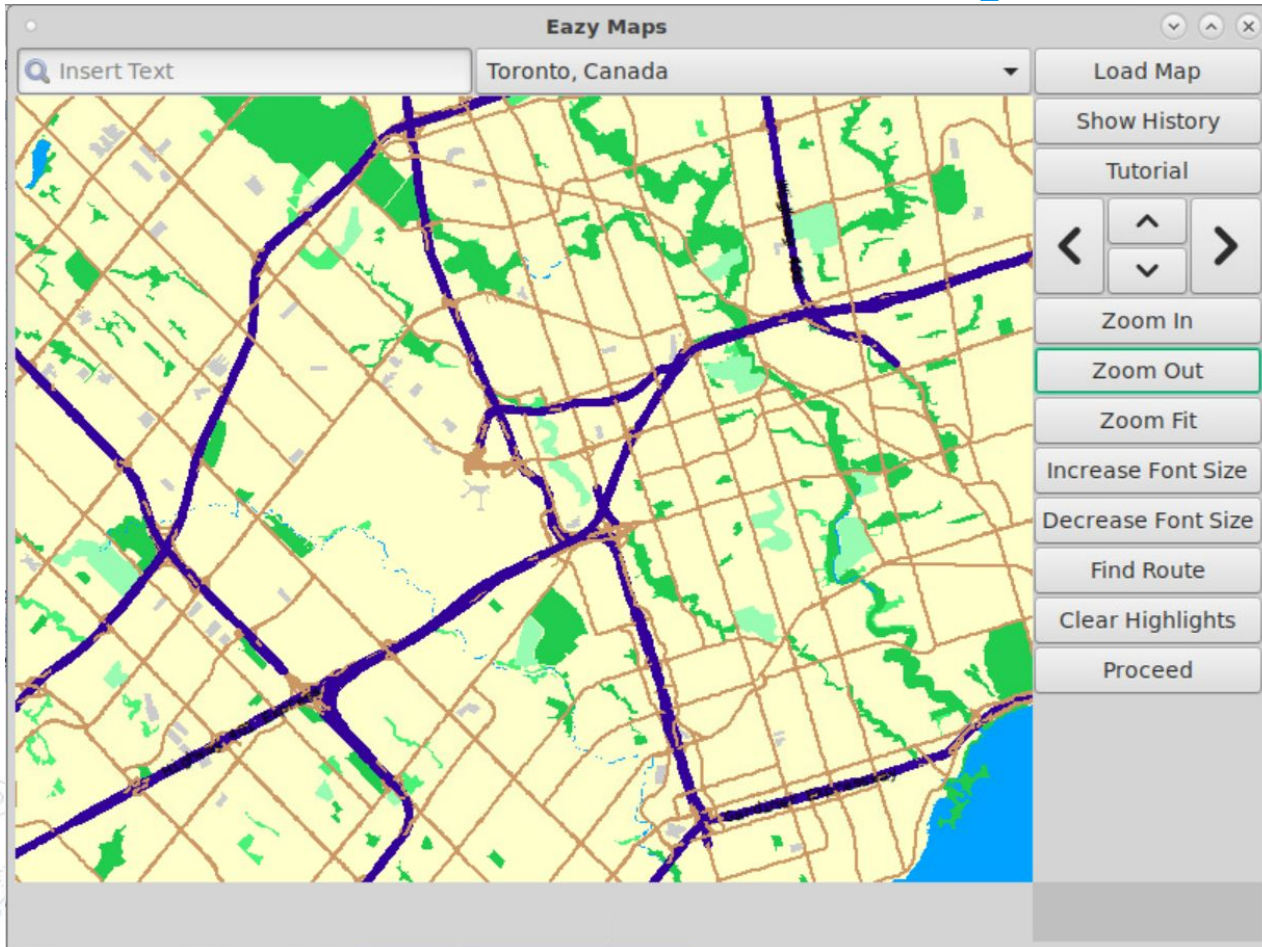 Eazy Maps
Insert Text
Toronto, Canada
Load Map
Show History
Tutorial
Zoom In
Zoom Out
Zoom Fit
Increase Font Size
Decrease Font Size
Find Route
Clear Highlights
Proceed